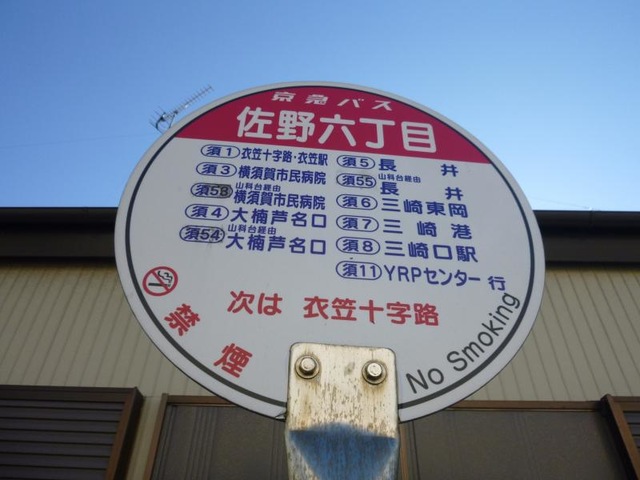 京急バス
佐野六丁目
須1 衣笠十字路・衣笠駅
須3 横須賀市民病院
須53 山科台経由 横須賀市民病院
須4 大楠芦名口
須54 山科台経由 大楠芦名口
須5 長井
須55 山科台経由 長井
須6 三崎東岡
須7 三崎港
須8 三崎口駅
須11 YRPセンター 行
次は 衣笠十字路
禁煙
No Smoking